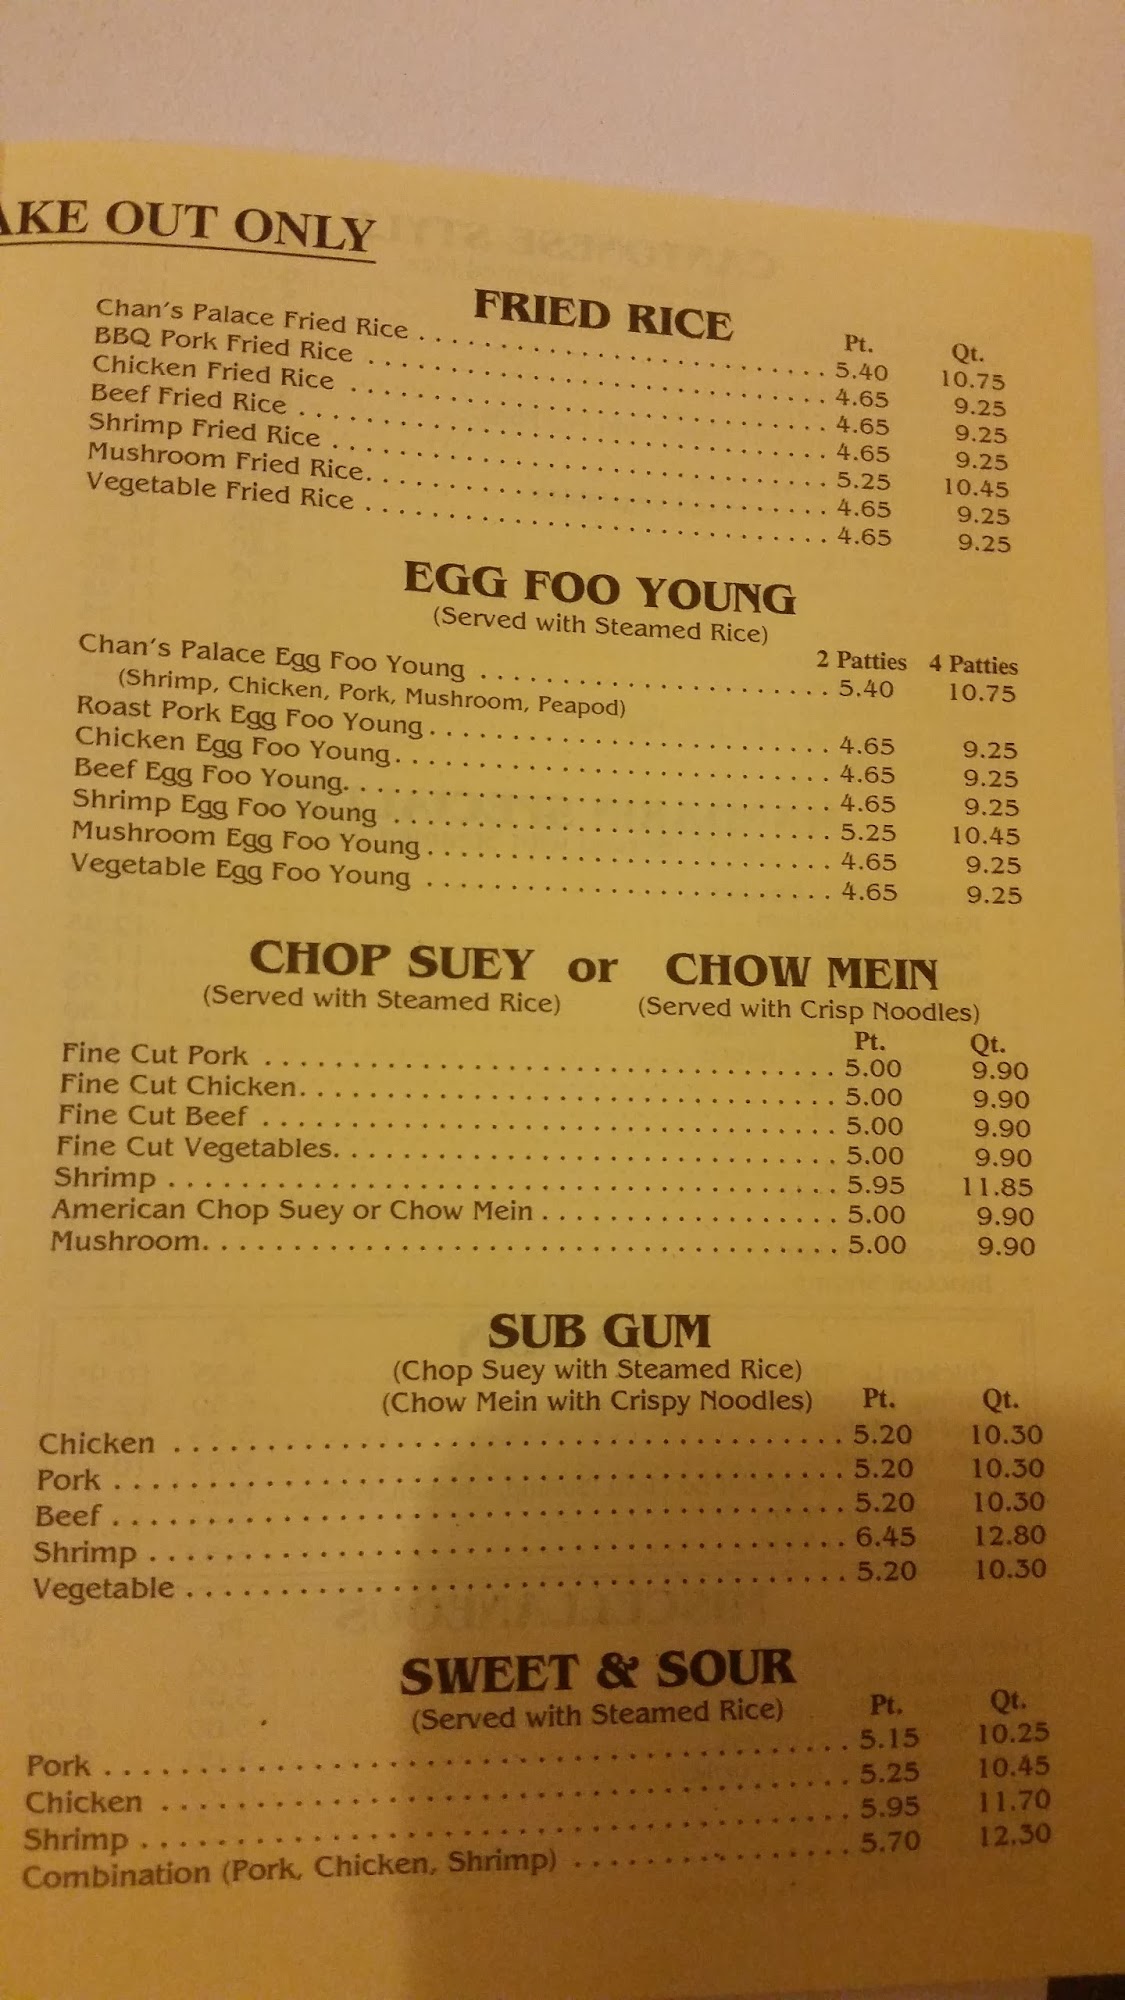 AKE OUT ONLY
FRIED RICE
Pt. Qt.
Chan's Palace Fried Rice . . . . . . . . . . . . . . . . . . . . . . . . . 5.40 10.75
BBQ Pork Fried Rice . . . . . . . . . . . . . . . . . . . . . . . . . . . . 4.65 9.25
Chicken Fried Rice . . . . . . . . . . . . . . . . . . . . . . . . . . . . . 4.65 9.25
Beef Fried Rice . . . . . . . . . . . . . . . . . . . . . . . . . . . . . . . . 4.65 9.25
Shrimp Fried Rice . . . . . . . . . . . . . . . . . . . . . . . . . . . . . . 5.25 10.45
Mushroom Fried Rice. . . . . . . . . . . . . . . . . . . . . . . . . . . . 4.65 9.25
Vegetable Fried Rice . . . . . . . . . . . . . . . . . . . . . . . . . . . . 4.65 9.25
EGG FOO YOUNG
(Served with Steamed Rice)
2 Patties 4 Patties
Chan's Palace Egg Foo Young . . . . . . . . . . . . . . . . . . . . . 5.40 10.75
(Shrimp, Chicken, Pork, Mushroom, Peapod)
Roast Pork Egg Foo Young . . . . . . . . . . . . . . . . . . . . . . . . 4.65 9.25
Chicken Egg Foo Young. . . . . . . . . . . . . . . . . . . . . . . . . . . 4.65 9.25
Beef Egg Foo Young. . . . . . . . . . . . . . . . . . . . . . . . . . . . . . 4.65 9.25
Shrimp Egg Foo Young . . . . . . . . . . . . . . . . . . . . . . . . . . . 5.25 10.45
Mushroom Egg Foo Young . . . . . . . . . . . . . . . . . . . . . . . . 4.65 9.25
Vegetable Egg Foo Young . . . . . . . . . . . . . . . . . . . . . . . . . 4.65 9.25
CHOP SUEY or CHOW MEIN
(Served with Steamed Rice) (Served with Crisp Noodles)
Pt. Qt.
Fine Cut Pork . . . . . . . . . . . . . . . . . . . . . . . . . . . . . . . . . . . 5.00 9.90
Fine Cut Chicken. . . . . . . . . . . . . . . . . . . . . . . . . . . . . . . . . 5.00 9.90
Fine Cut Beef . . . . . . . . . . . . . . . . . . . . . . . . . . . . . . . . . . . 5.00 9.90
Fine Cut Vegetables. . . . . . . . . . . . . . . . . . . . . . . . . . . . . . . 5.00 9.90
Shrimp . . . . . . . . . . . . . . . . . . . . . . . . . . . . . . . . . . . . . . . . . 5.95 11.85
American Chop Suey or Chow Mein . . . . . . . . . . . . . . . . . . 5.00 9.90
Mushroom. . . . . . . . . . . . . . . . . . . . . . . . . . . . . . . . . . . . . . . 5.00 9.90
SUB GUM
(Chop Suey with Steamed Rice)
(Chow Mein with Crispy Noodles) Pt. Qt.
Chicken . . . . . . . . . . . . . . . . . . . . . . . . . . . . . . . . . . . . . . . . 5.20 10.30
Pork . . . . . . . . . . . . . . . . . . . . . . . . . . . . . . . . . . . . . . . . . . . 5.20 10.30
Beef . . . . . . . . . . . . . . . . . . . . . . . . . . . . . . . . . . . . . . . . . . . 5.20 10.30
Shrimp . . . . . . . . . . . . . . . . . . . . . . . . . . . . . . . . . . . . . . . . . 6.45 12.80
Vegetable . . . . . . . . . . . . . . . . . . . . . . . . . . . . . . . . . . . . . . . 5.20 10.30
SWEET & SOUR
(Served with Steamed Rice) Pt. Qt.
Pork . . . . . . . . . . . . . . . . . . . . . . . . . . . . . . . . . . . . . . . . . . . 5.15 10.25
Chicken . . . . . . . . . . . . . . . . . . . . . . . . . . . . . . . . . . . . . . . . 5.25 10.45
Shrimp . . . . . . . . . . . . . . . . . . . . . . . . . . . . . . . . . . . . . . . . . 5.95 11.70
Combination (Pork, Chicken, Shrimp) . . . . . . . . . . . . . . . . 5.70 12.30